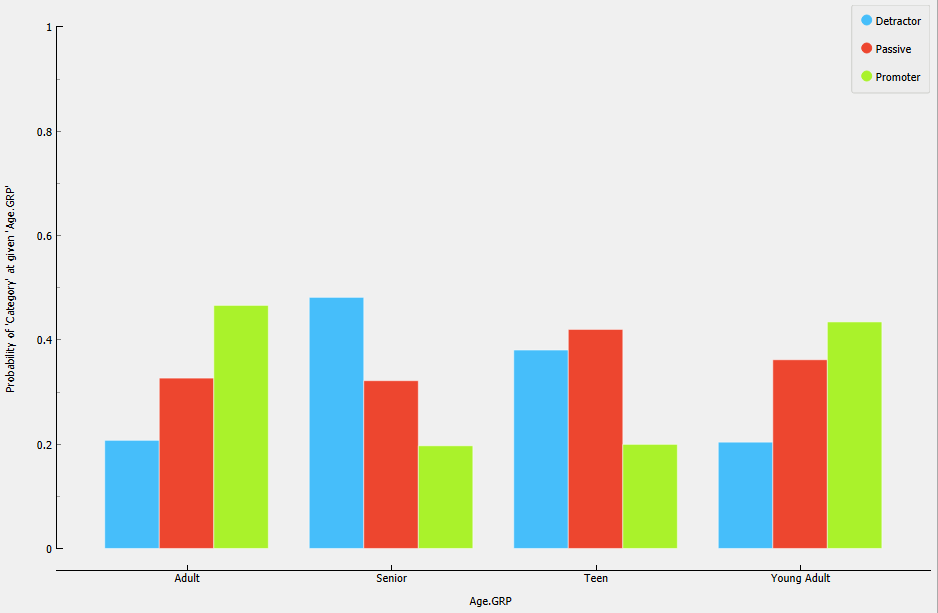 Detractor
Passive
Promoter
1
0.8
0.6
0.4
0.2
0
Probability of 'Category' at given 'Age.GRP'
Adult
Senior
Teen
Young Adult
Age.GRP